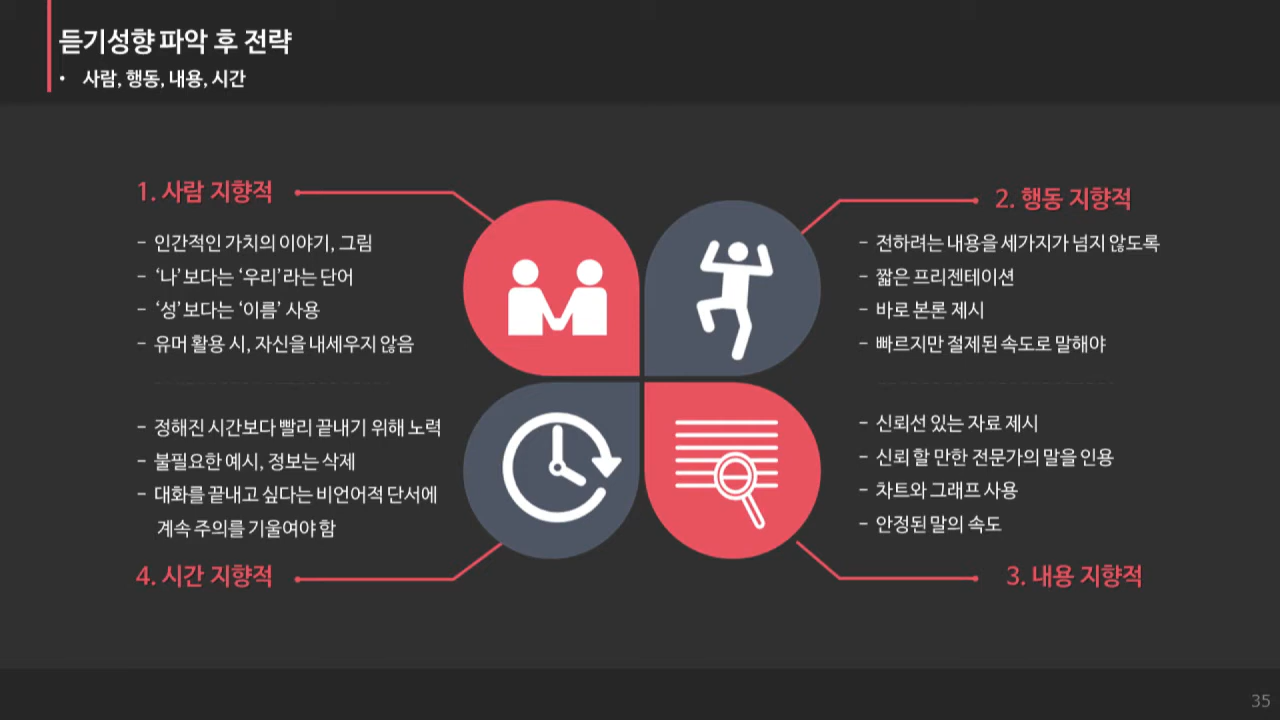 듣기성향 파악 후 전략
• 사람, 행동, 내용, 시간
1. 사람 지향적
- 인간적인 가치의 이야기, 그림
- ‘나’보다는 ‘우리’라는 단어
- ‘성’보다는 ‘이름’ 사용
- 유머 활용 시, 자신을 내세우지 않음
2. 행동 지향적
- 전하려는 내용을 세가지가 넘지 않도록
- 짧은 프리젠테이션
- 바로 본론 제시
- 빠르지만 절제된 속도로 말해야
- 신뢰선 있는 자료 제시
- 신뢰 할 만한 전문가의 말을 인용
- 차트와 그래프 사용
- 안정된 말의 속도
3. 내용 지향적
- 정해진 시간보다 빨리 끝내기 위해 노력
- 불필요한 예시, 정보는 삭제
- 대화를 끝내고 싶다는 비언어적 단서에
계속 주의를 기울여야 함
4. 시간 지향적
35